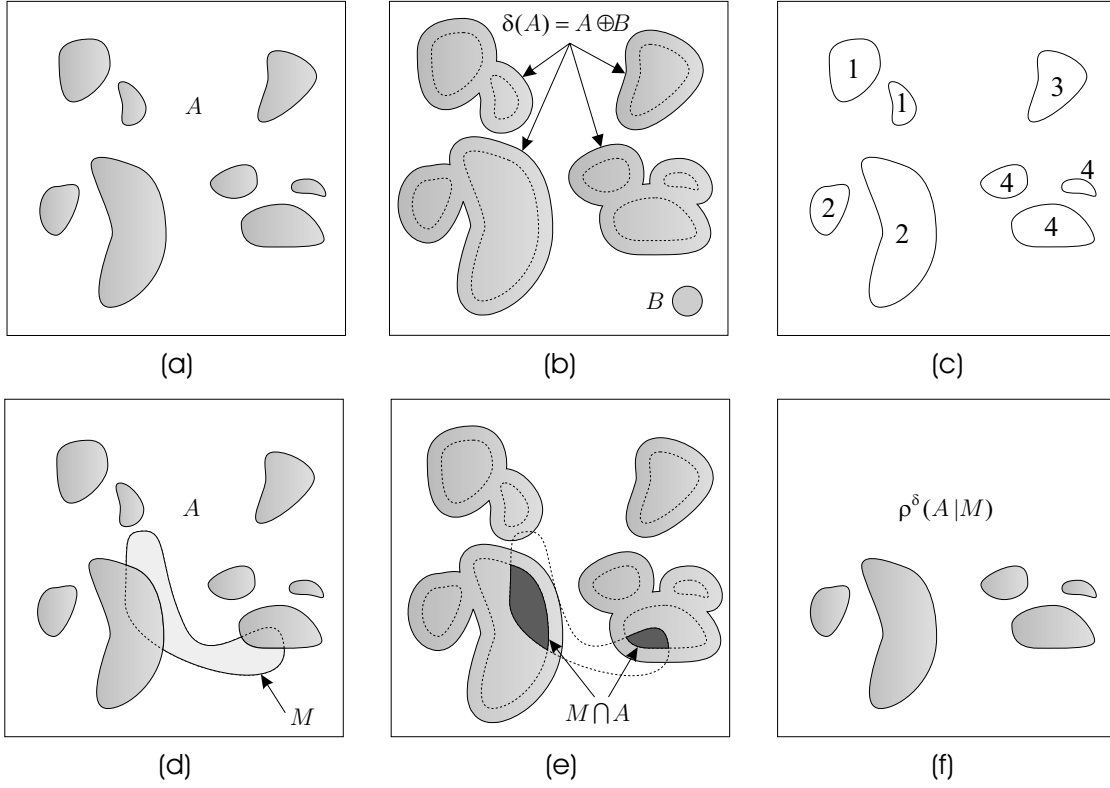 A
δ(A) = A⊕B
B
1
1
3
2
2
4
4
4
(a)
(b)
(c)
A
M
M⋂A
ρ^δ(A|M)
(d)
(e)
(f)